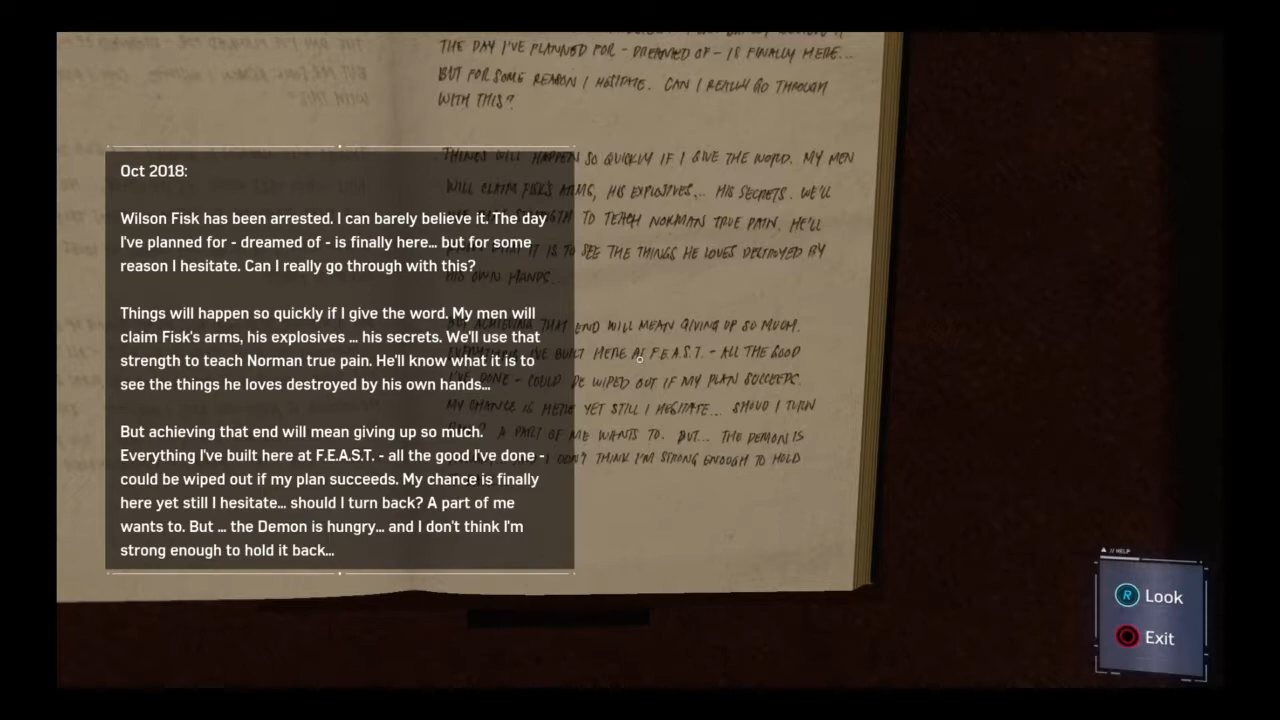 THE DAY I'VE PLANNED FOR - DREAMED OF - IS FINALLY HERE...
BUT FOR SOME REASON I HESITATE. CAN I REALLY GO THROUGH
WITH THIS?
THINGS WILL HAPPEN SO QUICKLY IF I GIVE THE WORD. MY MEN
WILL CLAIM FISK'S ARMS, HIS EXPLOSIVES... HIS SECRETS. WE'LL
TO TEACH NORMAN TRUE PAIN. HE'LL
IT IS TO SEE THE THINGS HE LOVES DESTROYED BY
HIS OWN HANDS...
THAT END WILL MEAN GIVING UP SO MUCH.
BUILT HERE AT F.E.A.S.T. - ALL THE GOOD
DONE - COULD BE WIPED OUT IF MY PLAN SUCCEEDS.
MY CHANCE IS HERE YET STILL I HESITATE... SHOUD I TURN
A PART OF ME WANTS TO. BUT... THE DEMON IS
I DON'T THINK I'M STRONG ENOUGH TO HOLD
Oct 2018:
Wilson Fisk has been arrested. I can barely believe it. The day
I've planned for - dreamed of - is finally here... but for some
reason I hesitate. Can I really go through with this?
Things will happen so quickly if I give the word. My men will
claim Fisk's arms, his explosives ... his secrets. We'll use that
strength to teach Norman true pain. He'll know what it is to
see the things he loves destroyed by his own hands...
But achieving that end will mean giving up so much.
Everything I've built here at F.E.A.S.T. - all the good I've done -
could be wiped out if my plan succeeds. My chance is finally
here yet still I hesitate... should I turn back? A part of me
wants to. But ... the Demon is hungry... and I don't think I'm
strong enough to hold it back...
// HELP
R Look
Exit